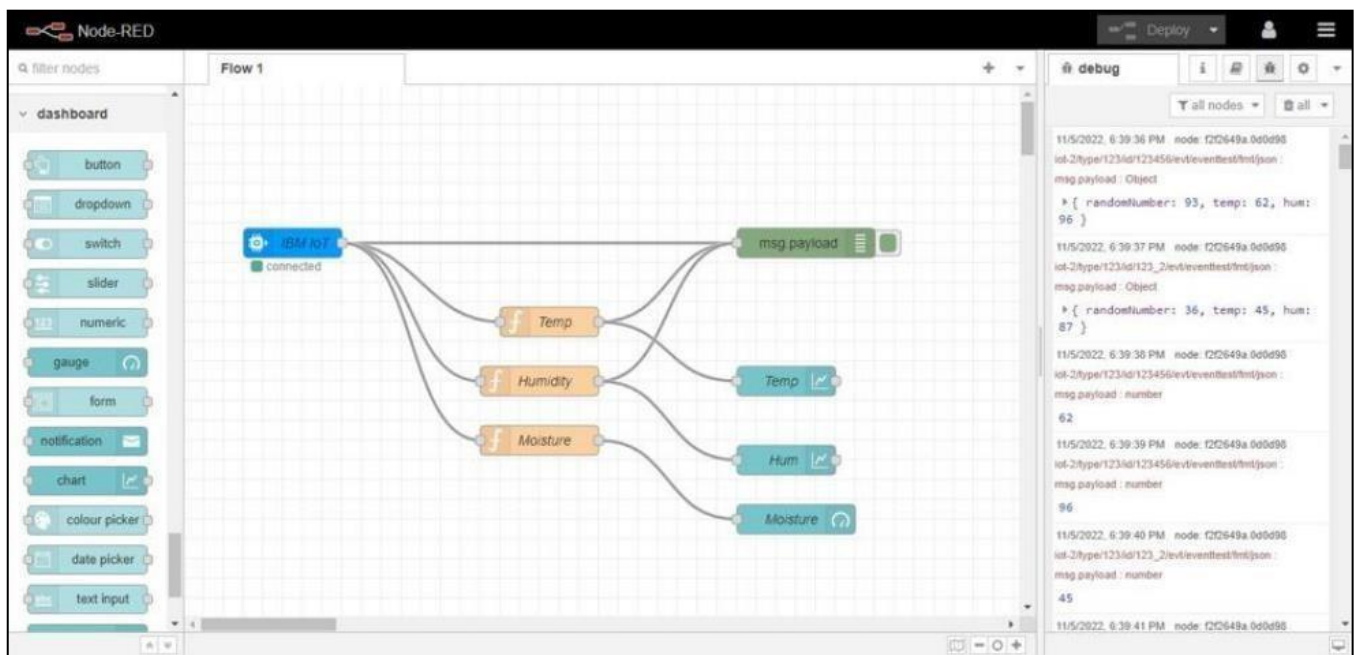 Node-RED
Deploy
filter nodes
Flow 1
debug
i
all nodes
all
dashboard
button
dropdown
switch
slider
numeric
gauge
form
notification
chart
colour picker
date picker
text input
IBM IoT
connected
msg.payload
Temp
Humidity
Moisture
Temp
Hum
Moisture
11/5/2022, 6:39:36 PM node: f2f2649a.0d0d98
iot-2/type/123/id/123456/evt/eventtest/fmt/json :
msg.payload : Object
{ randomNumber: 93, temp: 62, hum:
96 }
11/5/2022, 6:39:37 PM node: f2f2649a.0d0d98
iot-2/type/123/id/123_2/evt/eventtest/fmt/json :
msg.payload : Object
{ randomNumber: 36, temp: 45, hum:
87 }
11/5/2022, 6:39:38 PM node: f2f2649a.0d0d98
iot-2/type/123/id/123456/evt/eventtest/fmt/json :
msg.payload : number
62
11/5/2022, 6:39:39 PM node: f2f2649a.0d0d98
iot-2/type/123/id/123456/evt/eventtest/fmt/json :
msg.payload : number
96
11/5/2022, 6:39:40 PM node: f2f2649a.0d0d98
iot-2/type/123/id/123_2/evt/eventtest/fmt/json :
msg.payload : number
45
11/5/2022, 6:39:41 PM node: f2f2649a.0d0d98